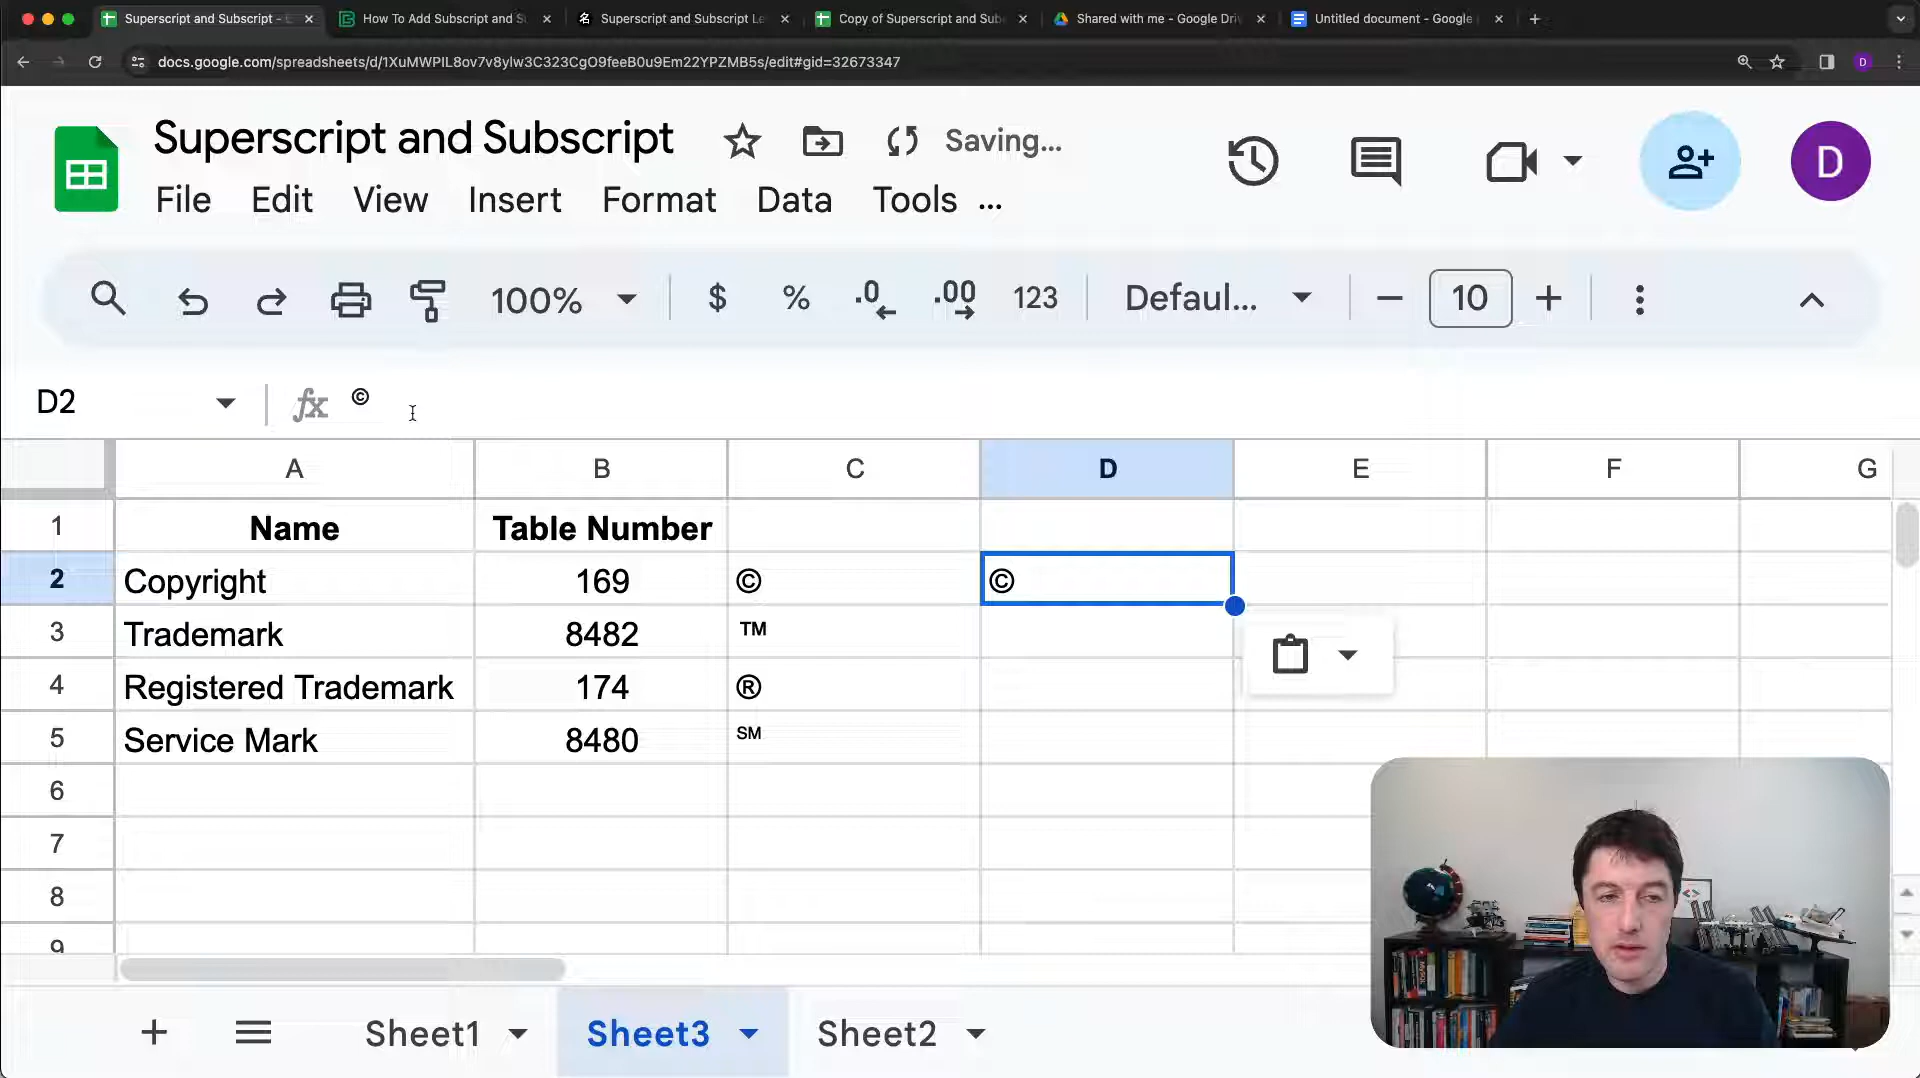 Superscript and Subscript - 
How To Add Subscript and S
Superscript and Subscript Le
Copy of Superscript and Sub
Shared with me - Google Dri
Untitled document - Google
docs.google.com/spreadsheets/d/1XuMWPlL8ov7v8ylw3C323CgO9feeB0u9Em22YPZMB5s/edit#gid=32673347
D
Superscript and Subscript
Saving...
D
File Edit View Insert Format Data Tools ...
100% $ % .0 .00 123 Defaul... 10
D2 fx ©
A B C D E F G
1 Name Table Number
2 Copyright 169 © ©
3 Trademark 8482 ™
4 Registered Trademark 174 ®
5 Service Mark 8480 ℠
6
7
8
9
Sheet1 Sheet3 Sheet2